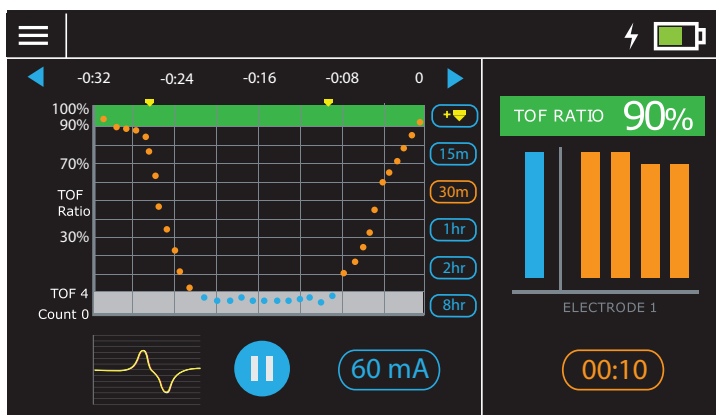 -0:32 -0:24 -0:16 -0:08 0
100%
90%
70%
TOF
Ratio
30%
TOF 4
Count 0
+
15m
30m
1hr
2hr
8hr
60 mA
TOF RATIO 90%
ELECTRODE 1
00:10